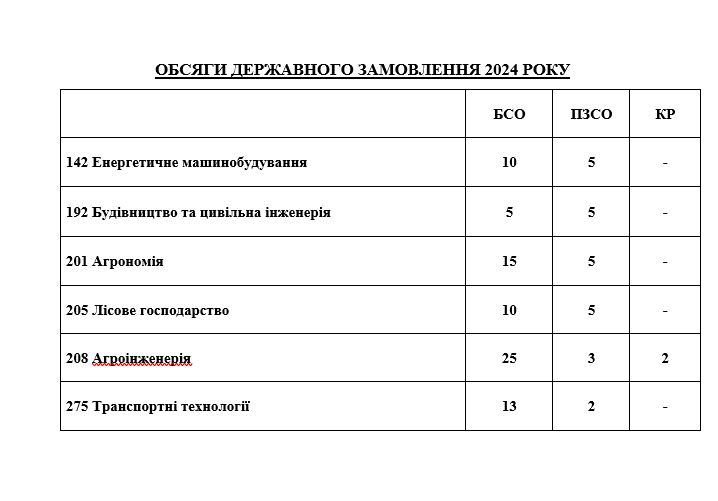 ОБСЯГИ ДЕРЖАВНОГО ЗАМОВЛЕННЯ 2024 РОКУ
БСО ПЗСО КР
142 Енергетичне машинобудування 10 5 -
192 Будівництво та цивільна інженерія 5 5 -
201 Агрономія 15 5 -
205 Лісове господарство 10 5 -
208 Агроінженерія 25 3 2
275 Транспортні технології 13 2 -